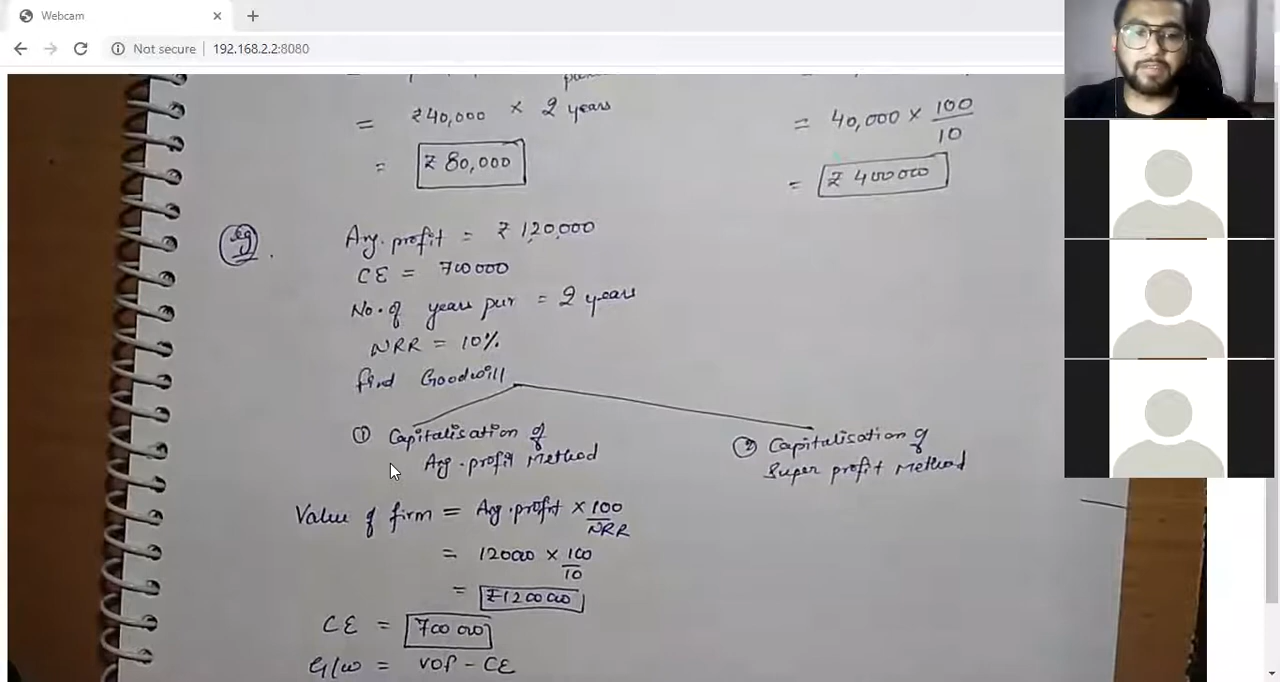 Webcam
Not secure 192.168.2.2:8080
= ₹40,000 × 2 years
= ₹ 80,000
= 40,000 × 100
10
= ₹ 400000
eg
Avg. profit = ₹ 120,000
CE = 700000
No. of years pur = 2 years
NRR = 10%
find Goodwill
① Capitalisation of
Avg. profit Method
② Capitalisation of
Super profit Method
Value of firm = Avg. profit × 100
NRR
= 120000 × 100
10
= ₹1200000
CE = 700000
G/W = VOF - CE